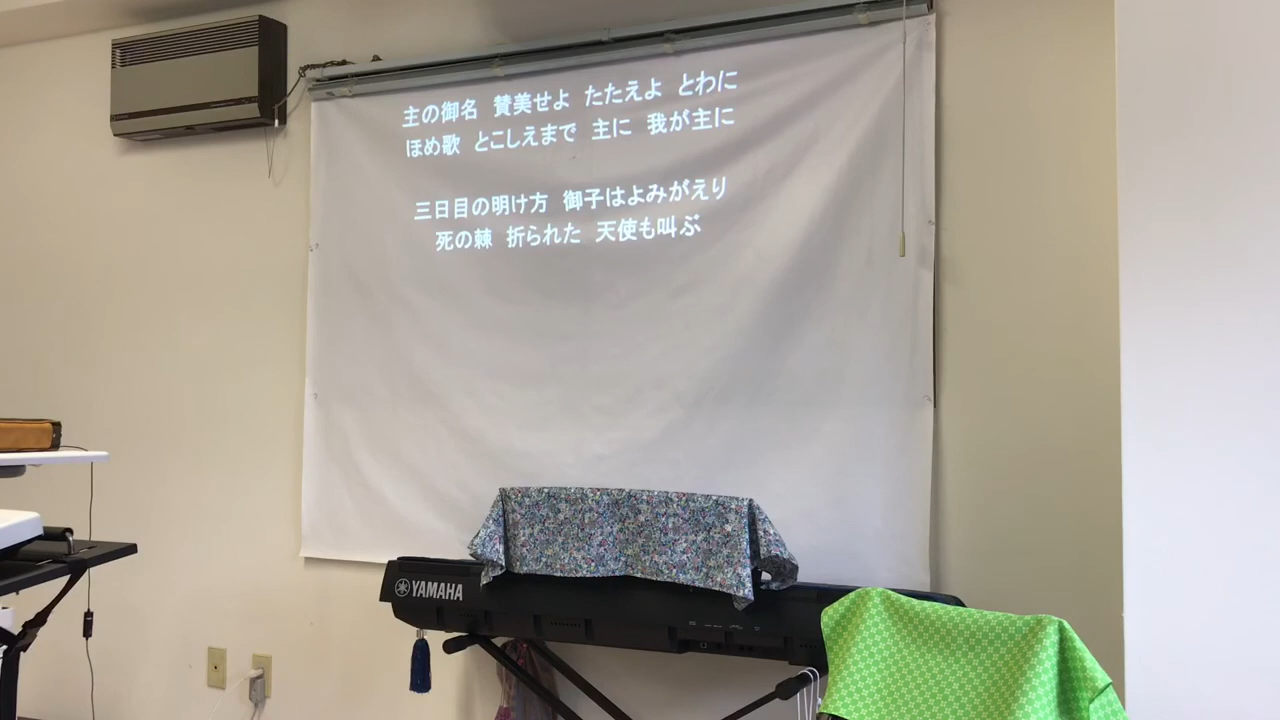 主の御名　賛美せよ　たたえよ　とわに
ほめ歌　とこしえまで　主に　我が主に
三日目の明け方　御子はよみがえり
死の棘　折られた　天使も叫ぶ
YAMAHA